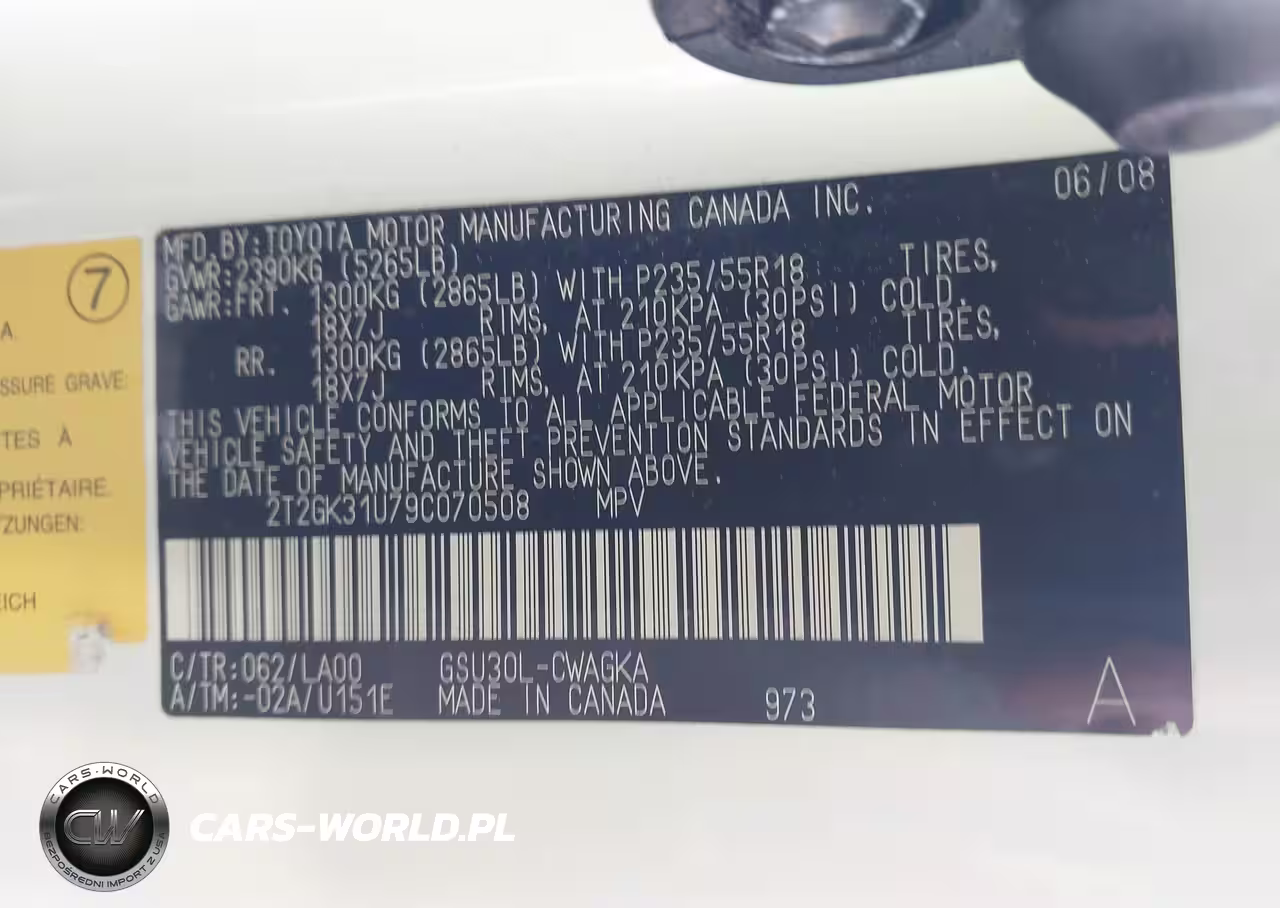 06/08
MFD. BY: TOYOTA MOTOR MANUFACTURING CANADA INC.
GVWR: 2390KG (5265LB)
GAWR: FRT. 1300KG (2865LB) WITH P235/55R18 TIRES,
18X7J RIMS, AT 210KPA (30PSI) COLD.
RR. 1300KG (2865LB) WITH P235/55R18 TIRES,
18X7J RIMS, AT 210KPA (30PSI) COLD.
THIS VEHICLE CONFORMS TO ALL APPLICABLE FEDERAL MOTOR
VEHICLE SAFETY AND THEFT PREVENTION STANDARDS IN EFFECT ON
THE DATE OF MANUFACTURE SHOWN ABOVE.
2T2GK31U79C070508 MPV
C/TR: 062/LA00 GSU30L-CWAGKA
A/TM: -02A/U151E MADE IN CANADA 973 A
7
A.
SSURE GRAVE:
TES À
PRIÉTAIRE.
TZUNGEN:
EICH
CARS-WORLD
CW
BEZPOŚREDNI IMPORT Z USA
CARS-WORLD.PL